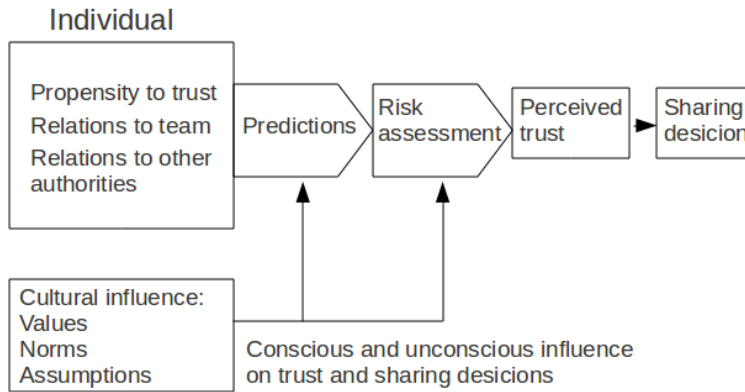 Individual
Propensity to trust
Relations to team
Relations to other
authorities
Predictions
Risk
assessment
Perceived
trust
Sharing
desicion
Cultural influence:
Values
Norms
Assumptions
Conscious and unconscious influence
on trust and sharing desicions